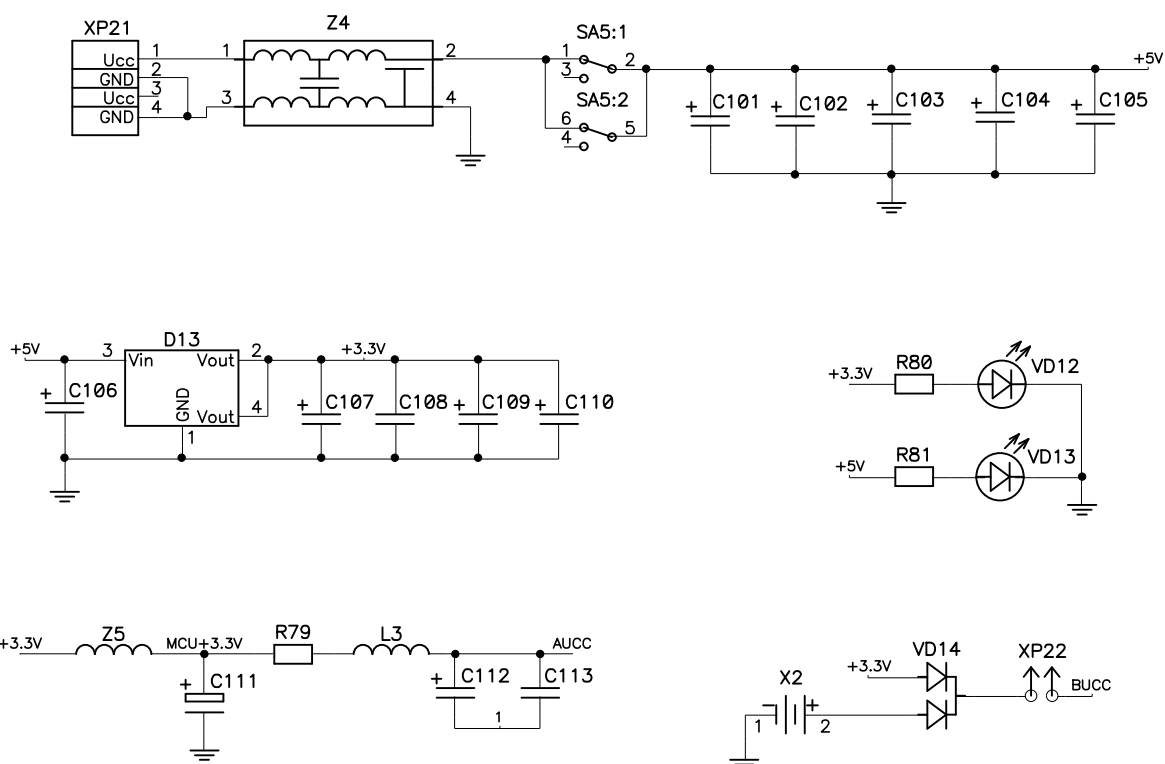 XP21
Ucc 1
GND 2
Ucc 3
GND 4
Z4
1 2
3 4
SA5:1
1 2
3
SA5:2
6 5
4
+5V
+ C101
+ C102
+ C103
+ C104
+ C105
+5V
D13
3 Vin Vout 2
GND Vout 4
1
+3.3V
+ C106
+ C107
C108
+ C109
+ C110
+3.3V R80 VD12
+5V R81 VD13
+3.3V Z5 MCU+3.3V R79 L3 AUCC
+ C111
+ C112
C113
1
X2
- +
1 2
+3.3V VD14
XP22
BUCC